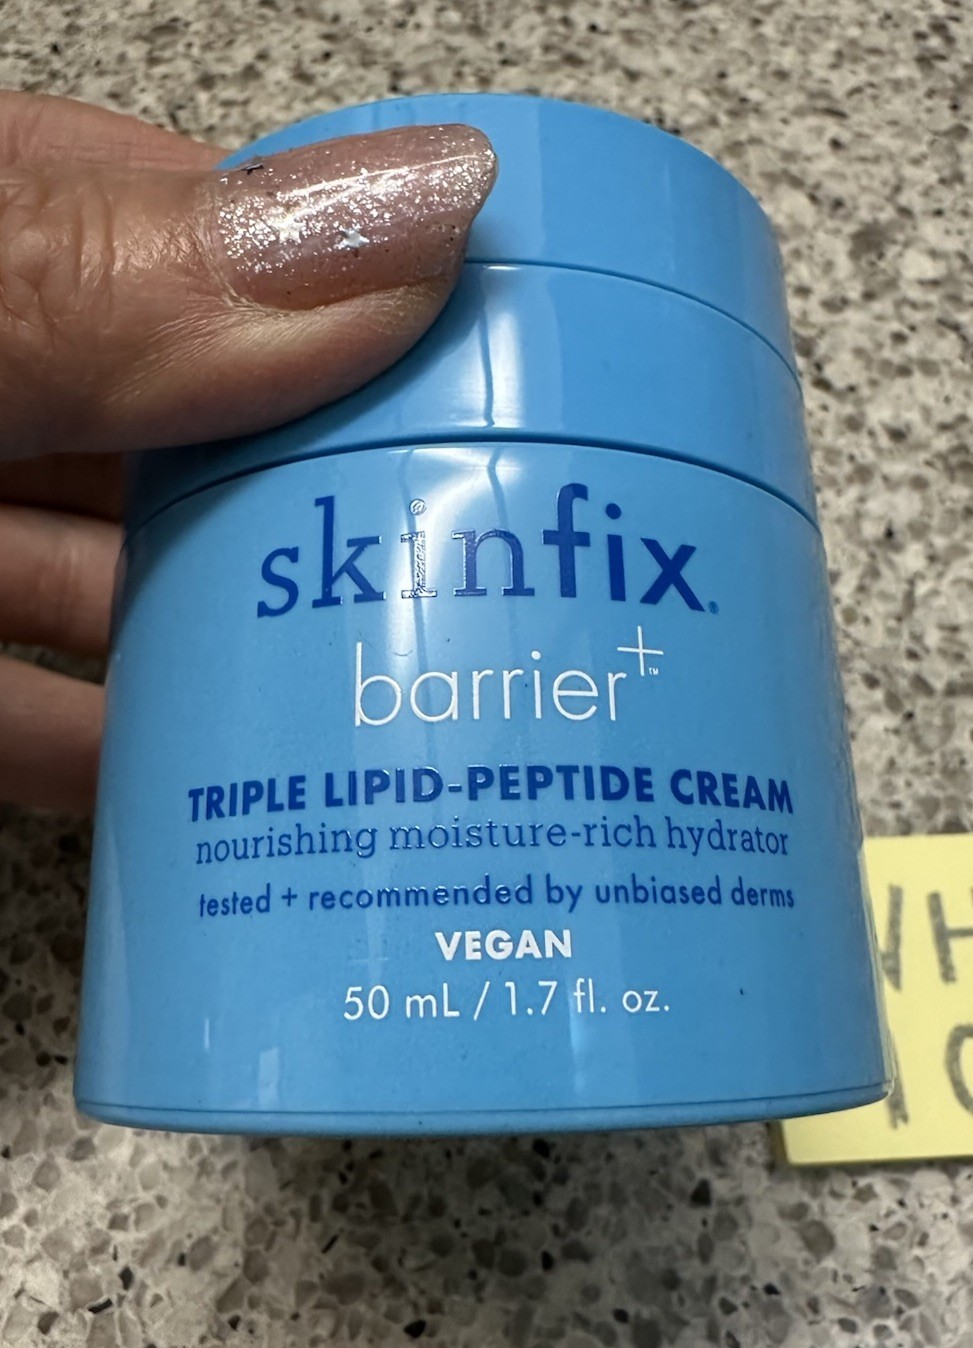 skinfix®
barrier+™
TRIPLE LIPID-PEPTIDE CREAM
nourishing moisture-rich hydrator
tested + recommended by unbiased derms
VEGAN
50 mL / 1.7 fl. oz.